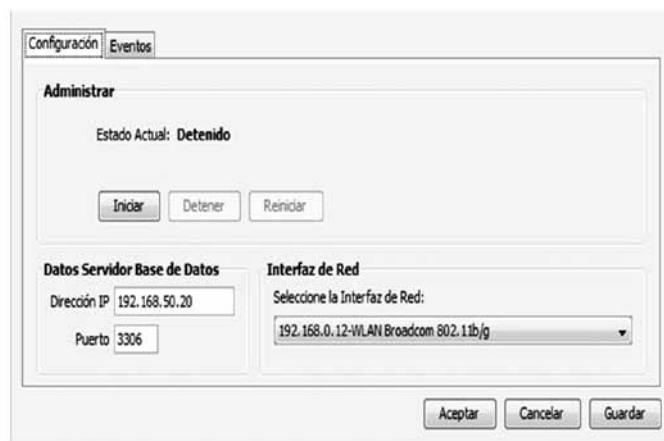 Configuración Eventos
Administrar
Estado Actual: Detenido
Iniciar Detener Reiniciar
Datos Servidor Base de Datos
Dirección IP 192.168.50.20
Puerto 3306
Interfaz de Red
Seleccione la Interfaz de Red:
192.168.0.12-WLAN Broadcom 802.11b/g
Aceptar Cancelar Guardar